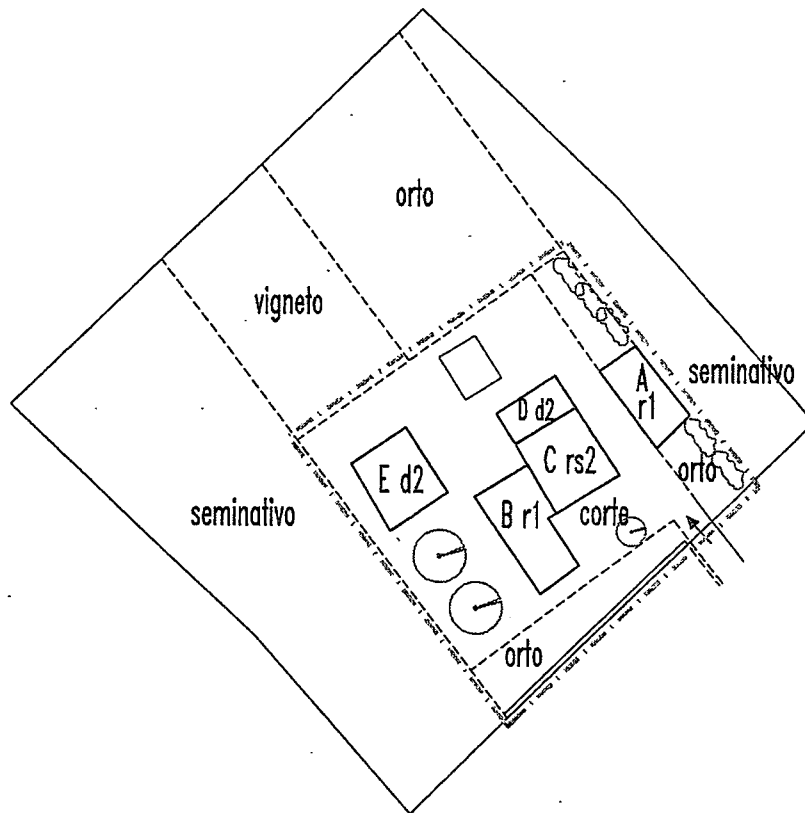 orto
vigneto
A
r1
seminativo
D d2
C rs2
E d2
orto
B r1
corte
seminativo
orto